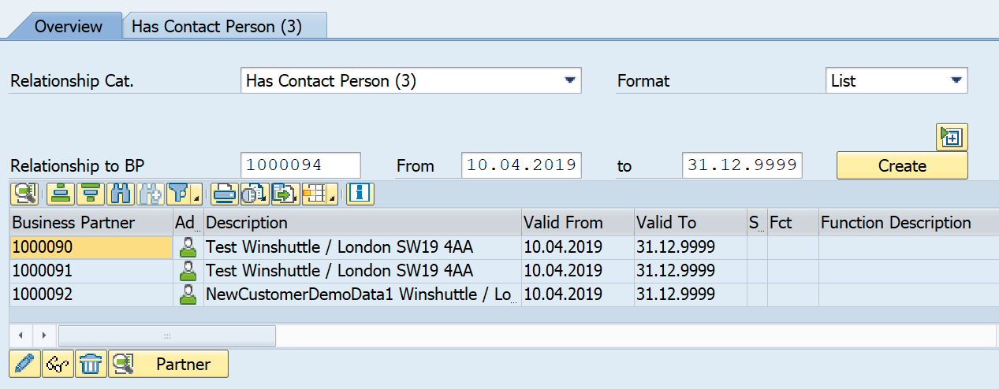 Overview Has Contact Person (3)
Relationship Cat. Has Contact Person (3) Format List
Relationship to BP 1000094 From 10.04.2019 to 31.12.9999 Create
Business Partner Ad... Description Valid From Valid To S... Fct Function Description
1000090 Test Winshuttle / London SW19 4AA 10.04.2019 31.12.9999
1000091 Test Winshuttle / London SW19 4AA 10.04.2019 31.12.9999
1000092 NewCustomerDemoData1 Winshuttle / Lo... 10.04.2019 31.12.9999
Partner